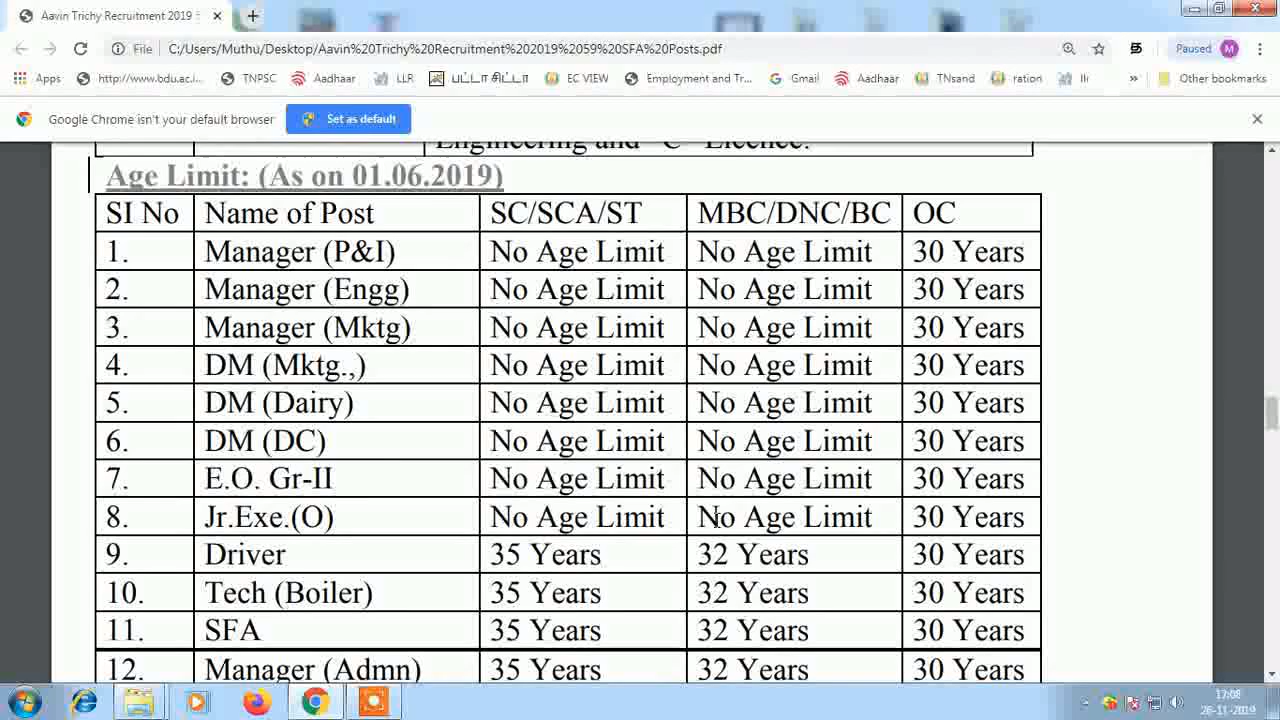 Aavin Trichy Recruitment 2019
File C:/Users/Muthu/Desktop/Aavin%20Trichy%20Recruitment%202019%2059%20SFA%20Posts.pdf Paused M
Apps http://www.bdu.ac.i... TNPSC Aadhaar LLR பட்டா சிட்டா EC VIEW Employment and Tr... Gmail Aadhaar TNsand ration Other bookmarks
Google Chrome isn't your default browser Set as default
Engineering and "C" Licence.
Age Limit: (As on 01.06.2019)
SI No Name of Post SC/SCA/ST MBC/DNC/BC OC
1. Manager (P&I) No Age Limit No Age Limit 30 Years
2. Manager (Engg) No Age Limit No Age Limit 30 Years
3. Manager (Mktg) No Age Limit No Age Limit 30 Years
4. DM (Mktg.,) No Age Limit No Age Limit 30 Years
5. DM (Dairy) No Age Limit No Age Limit 30 Years
6. DM (DC) No Age Limit No Age Limit 30 Years
7. E.O. Gr-II No Age Limit No Age Limit 30 Years
8. Jr.Exe.(O) No Age Limit No Age Limit 30 Years
9. Driver 35 Years 32 Years 30 Years
10. Tech (Boiler) 35 Years 32 Years 30 Years
11. SFA 35 Years 32 Years 30 Years
12. Manager (Admn) 35 Years 32 Years 30 Years
17:08
26-11-2019